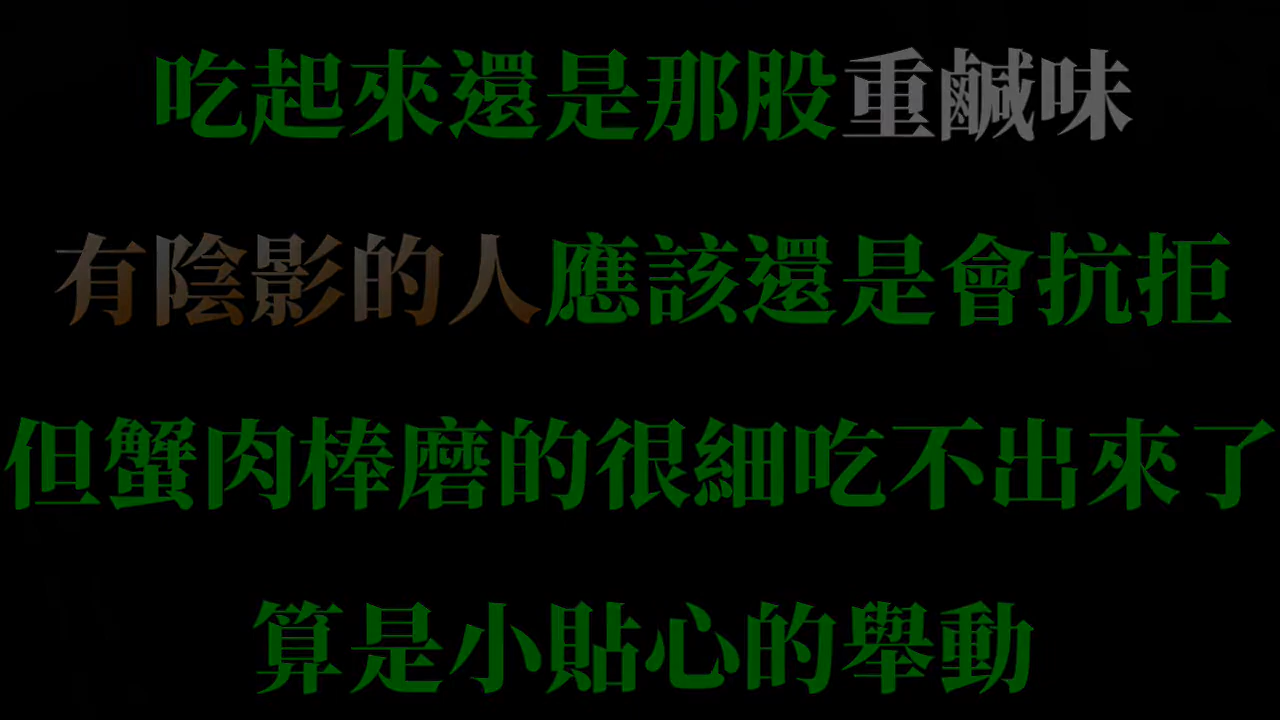 吃起來還是那股重鹹味
有陰影的人應該還是會抗拒
但蟹肉棒磨的很細吃不出來了
算是小貼心的舉動